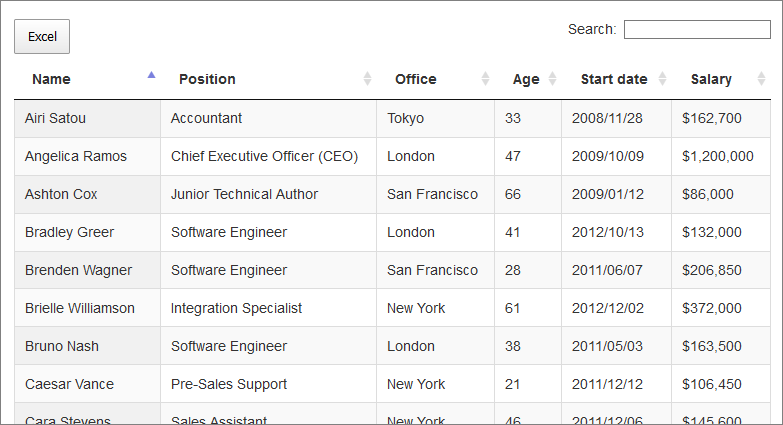 Excel
Search:
Name Position Office Age Start date Salary
Airi Satou Accountant Tokyo 33 2008/11/28 $162,700
Angelica Ramos Chief Executive Officer (CEO) London 47 2009/10/09 $1,200,000
Ashton Cox Junior Technical Author San Francisco 66 2009/01/12 $86,000
Bradley Greer Software Engineer London 41 2012/10/13 $132,000
Brenden Wagner Software Engineer San Francisco 28 2011/06/07 $206,850
Brielle Williamson Integration Specialist New York 61 2012/12/02 $372,000
Bruno Nash Software Engineer London 38 2011/05/03 $163,500
Caesar Vance Pre-Sales Support New York 21 2011/12/12 $106,450
Cara Stevens Sales Assistant New York 46 2011/12/06 $145,600